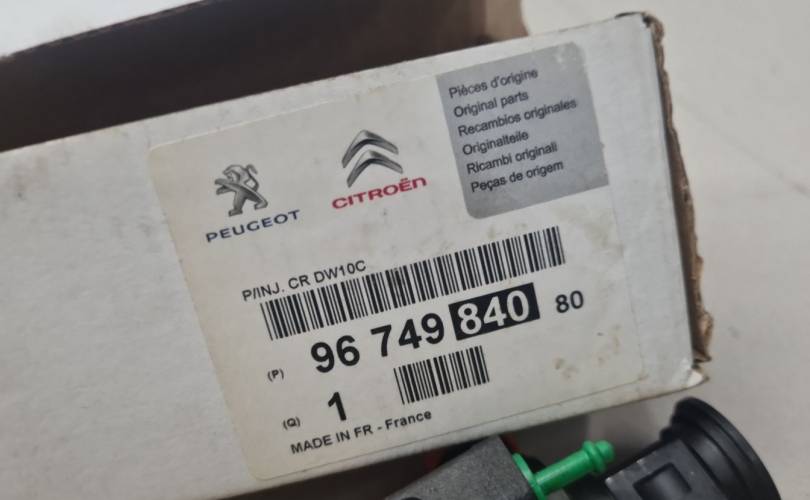 Pièces d'origine
Original parts
Recambios originales
Originalteile
Ricambi originali
Peças de origem
PEUGEOT
CITROËN
P/INJ. CR DW10C
(P) 96 749 840 80
(Q) 1
MADE IN FR - France